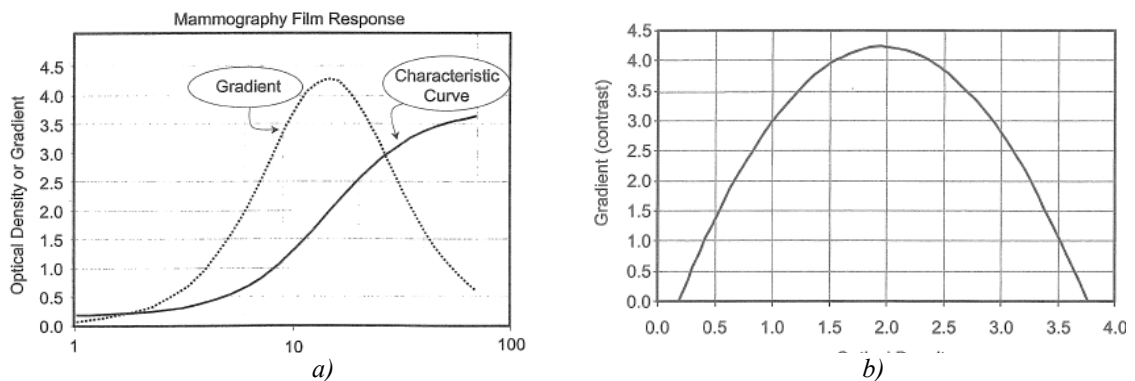 Mammography Film Response
Optical Density or Gradient
4.5
4.0
3.5
3.0
2.5
2.0
1.5
1.0
0.5
0.0
Gradient
Characteristic
Curve
1
10
100
a)
Gradient (contrast)
4.5
4.0
3.5
3.0
2.5
2.0
1.5
1.0
0.5
0.0
0.0 0.5 1.0 1.5 2.0 2.5 3.0 3.5 4.0
b)